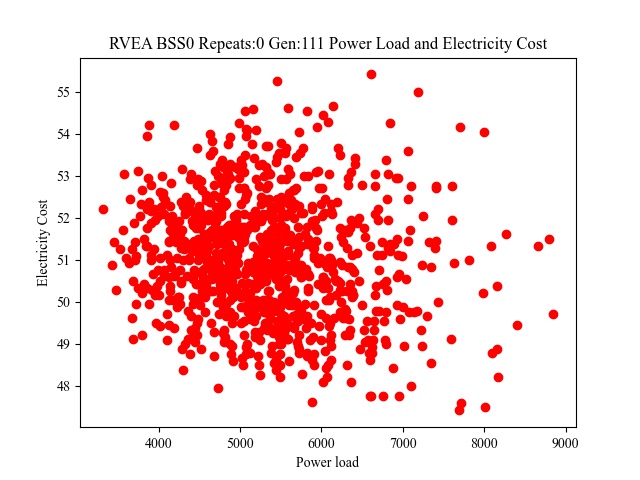 RVEA BSS0 Repeats:0 Gen:111 Power Load and Electricity Cost
55
54
53
52
51
50
49
48
Electricity Cost
4000 5000 6000 7000 8000 9000
Power load